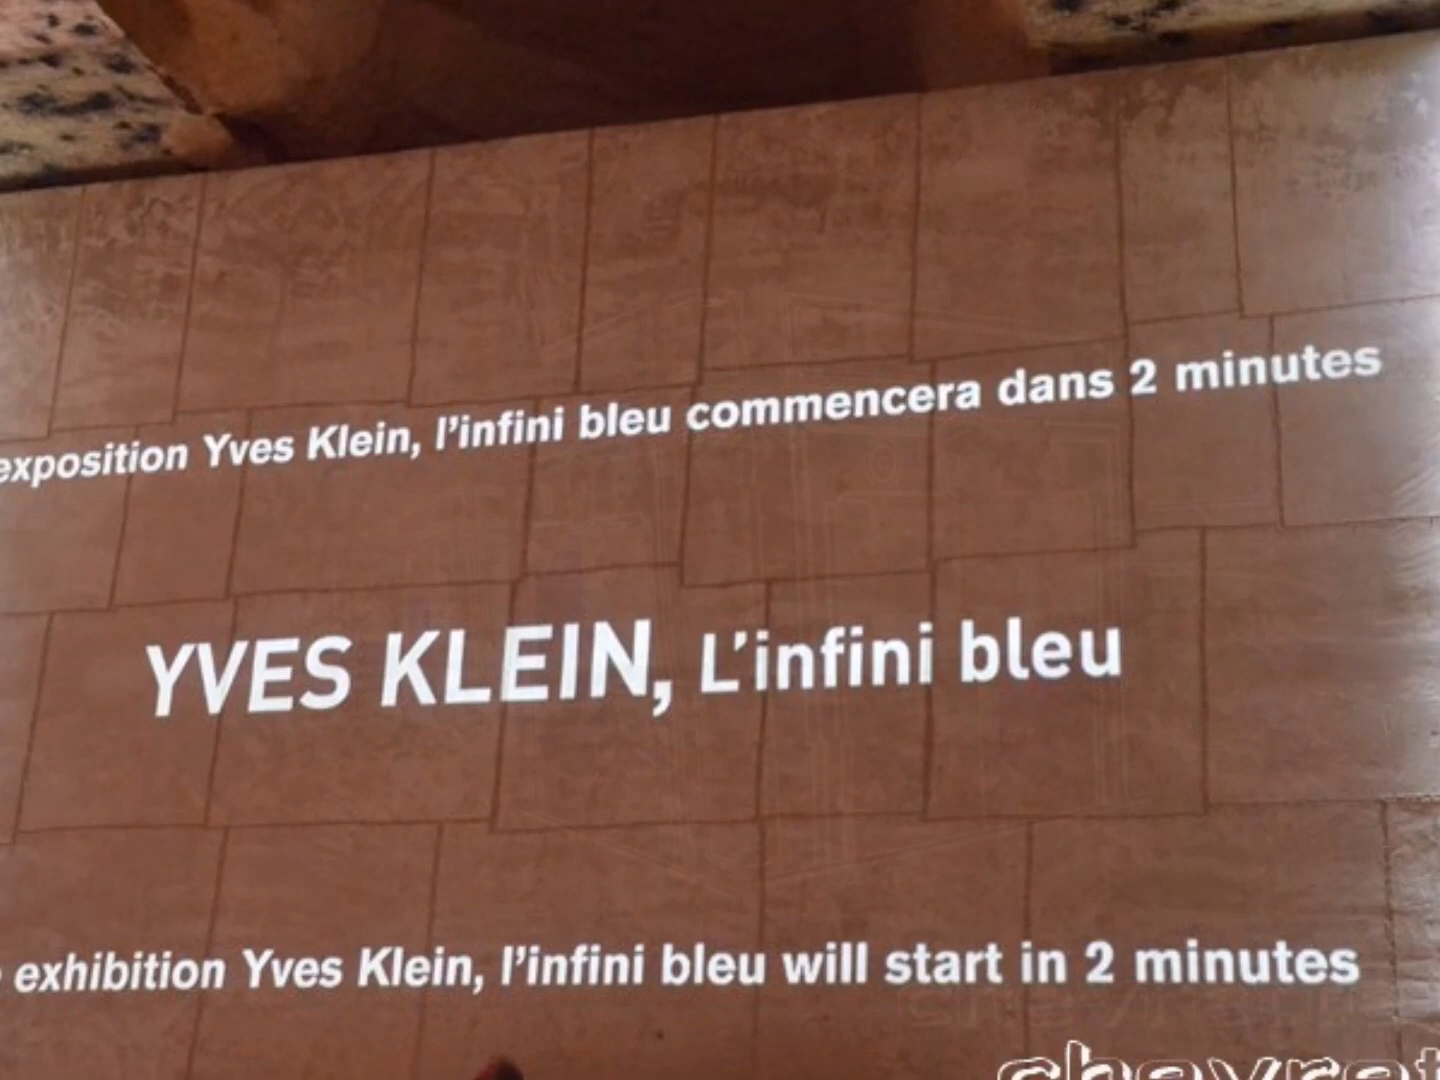 exposition Yves Klein, l'infini bleu commencera dans 2 minutes
YVES KLEIN, L'infini bleu
exhibition Yves Klein, l'infini bleu will start in 2 minutes